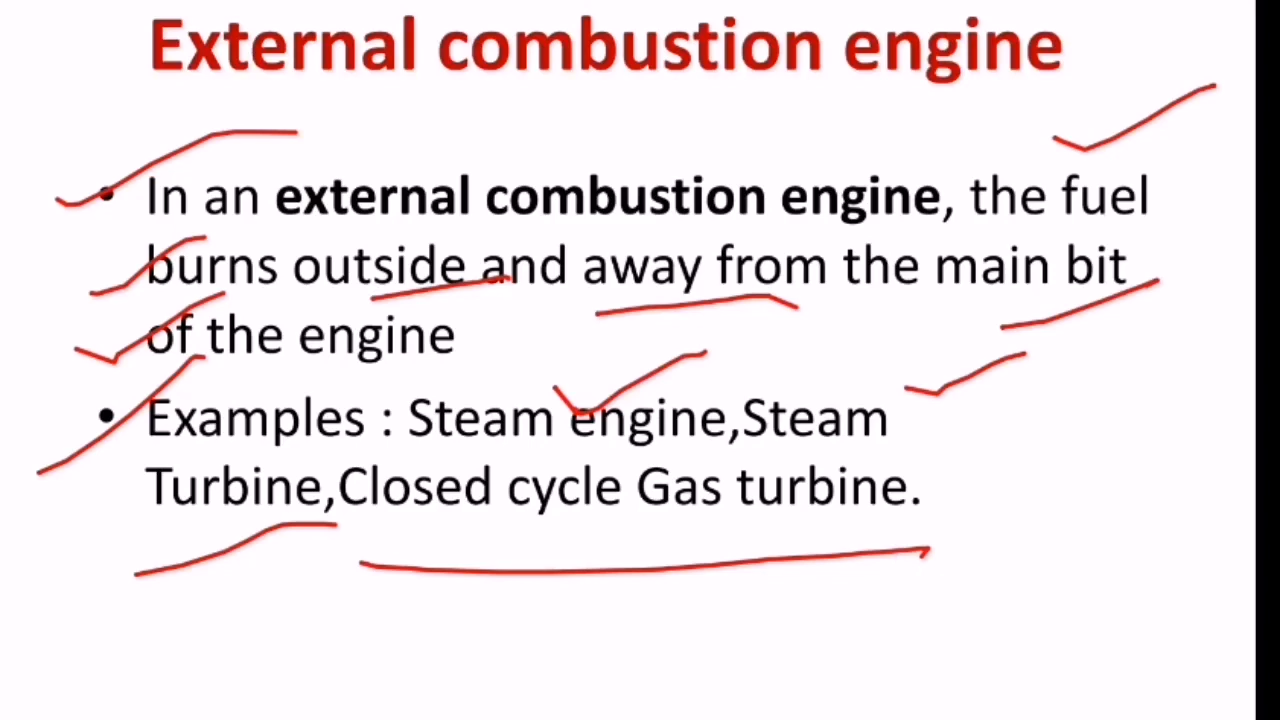 External combustion engine
• In an external combustion engine, the fuel
burns outside and away from the main bit
of the engine
• Examples : Steam engine,Steam
Turbine,Closed cycle Gas turbine.